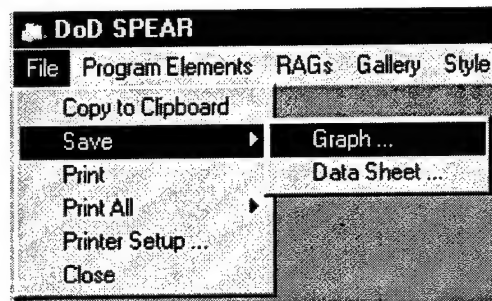 DoD SPEAR
File Program Elements RAGs Gallery Style
Copy to Clipboard
Save
Graph ...
Data Sheet ...
Print
Print All
Printer Setup ...
Close